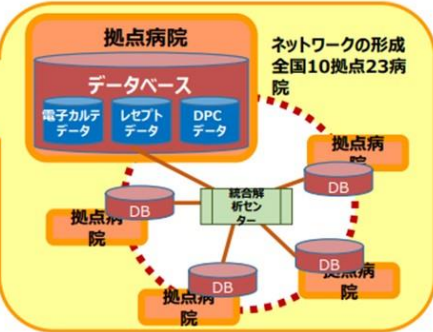 拠点病院
データベース
電子カルテ
データ
レセプト
データ
DPC
データ
ネットワークの形成
全国10拠点23病
院
拠点病
院
DB
統合解
析セン
ター
DB
拠点病
院
DB
拠点病
院
DB
拠点病
院